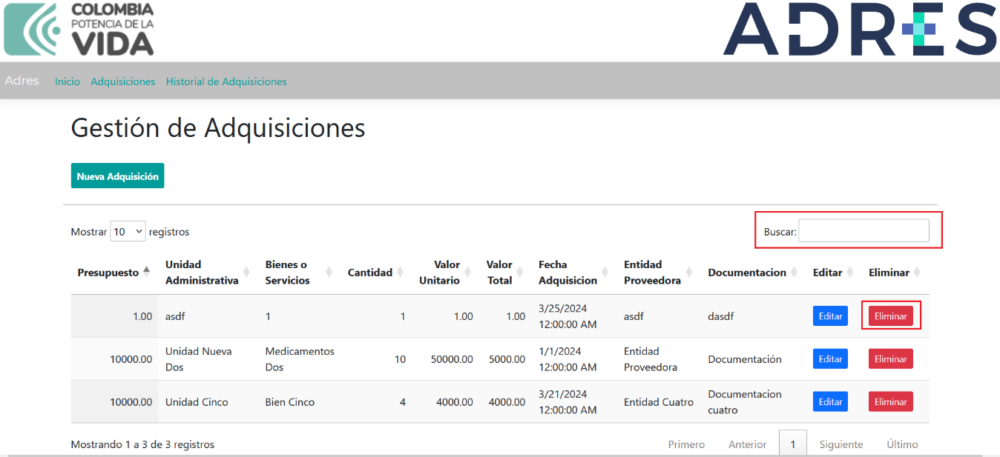 COLOMBIA
POTENCIA DE LA
VIDA
ADRES
Adres Inicio Adquisiciones Historial de Adquisiciones
Gestión de Adquisiciones
Nueva Adquisición
Mostrar 10 registros Buscar:
Presupuesto Unidad Administrativa Bienes o Servicios Cantidad Valor Unitario Valor Total Fecha Adquisicion Entidad Proveedora Documentacion Editar Eliminar
1.00 asdf 1 1 1.00 1.00 3/25/2024 12:00:00 AM asdf dasdf Editar Eliminar
10000.00 Unidad Nueva Dos Medicamentos Dos 10 50000.00 5000.00 1/1/2024 12:00:00 AM Entidad Proveedora Documentación Editar Eliminar
10000.00 Unidad Cinco Bien Cinco 4 4000.00 4000.00 3/21/2024 12:00:00 AM Entidad Cuatro Documentacion cuatro Editar Eliminar
Mostrando 1 a 3 de 3 registros Primero Anterior 1 Siguiente Último